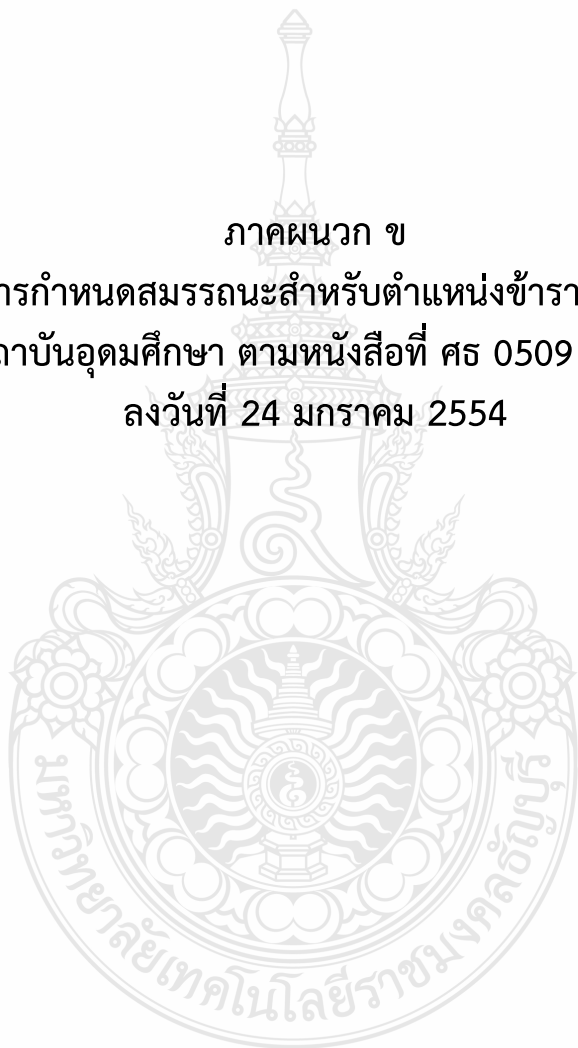 ภาคผนวก ข
ารกำหนดสมรรถนะสำหรับตำแหน่งข้ารา
ถาบันอุดมศึกษา ตามหนังสือที่ ศธ 0509
ลงวันที่ 24 มกราคม 2554
มหาวิทยาลัยเทคโนโลยีราชมงคลธัญบุรี